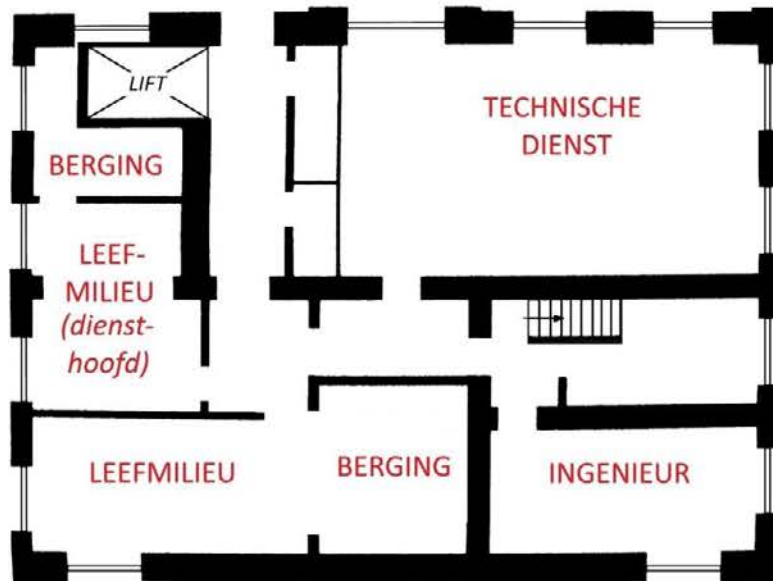 LIFT
TECHNISCHE
DIENST
BERGING
LEEF-
MILIEU
(dienst-
hoofd)
LEEFMILIEU
BERGING
INGENIEUR